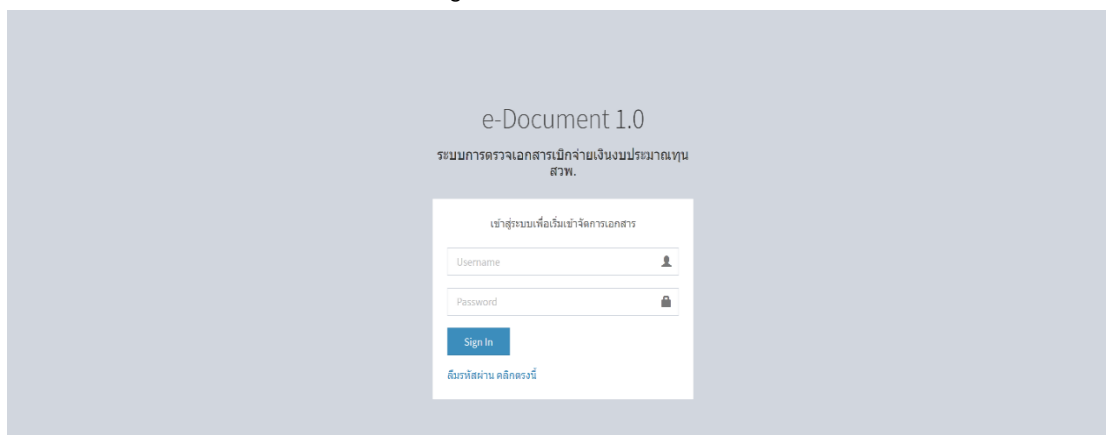 e-Document 1.0
ระบบการตรวจเอกสารเบิกจ่ายเงินงบประมาณทุน
สวพ.
เข้าสู่ระบบเพื่อเริ่มเข้าจัดการเอกสาร
Username
Password
Sign In
ลืมรหัสผ่าน คลิกตรงนี้